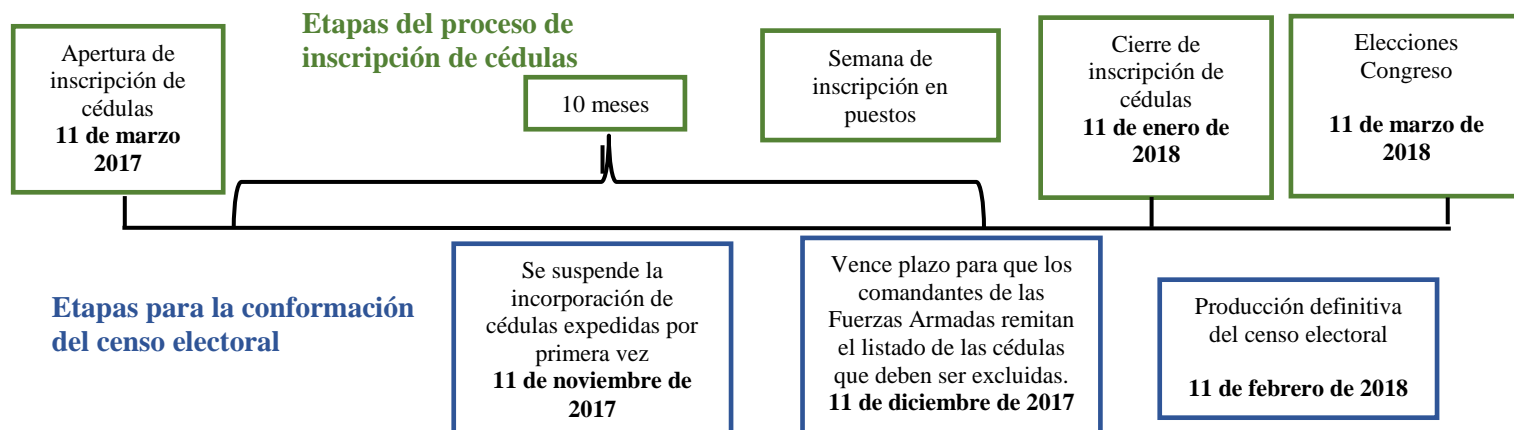 Etapas del proceso de
inscripción de cédulas
Apertura de
inscripción de
cédulas
11 de marzo
2017
10 meses
Semana de
inscripción en
puestos
Cierre de
inscripción de
cédulas
11 de enero de
2018
Elecciones
Congreso
11 de marzo de
2018
Etapas para la conformación
del censo electoral
Se suspende la
incorporación de
cédulas expedidas por
primera vez
11 de noviembre de
2017
Vence plazo para que los
comandantes de las
Fuerzas Armadas remitan
el listado de las cédulas
que deben ser excluidas.
11 de diciembre de 2017
Producción definitiva
del censo electoral
11 de febrero de 2018